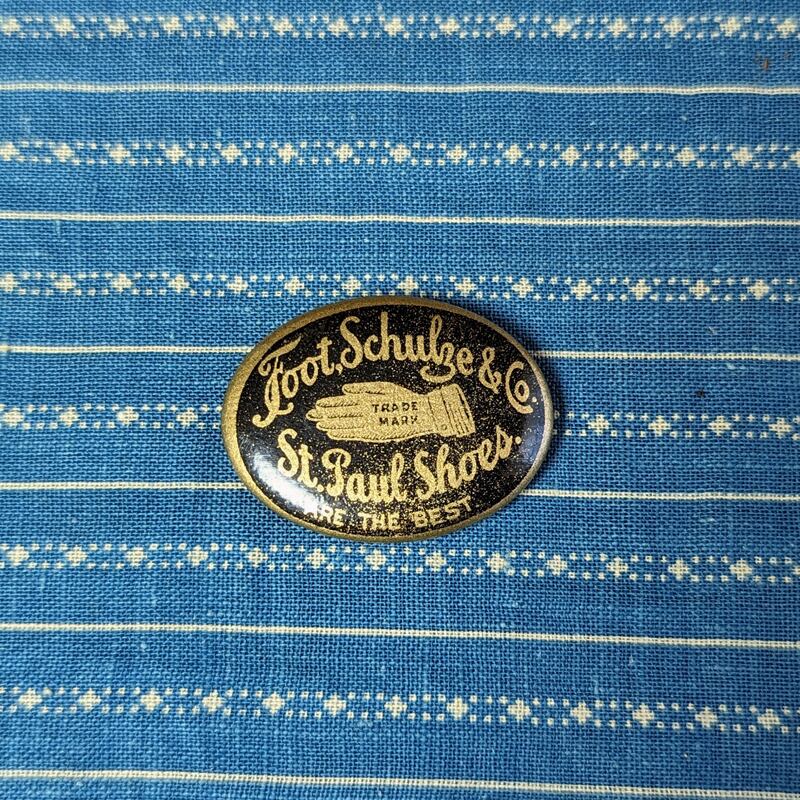 Foot, Schulze & Co.
TRADE
MARK
St. Paul Shoes.
ARE THE BEST